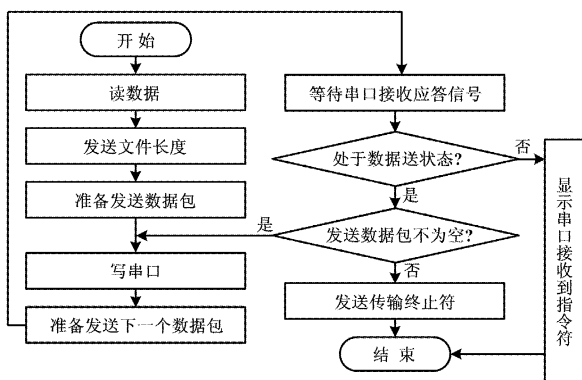 开始
读数据
发送文件长度
准备发送数据包
写串口
准备发送下一个数据包
等待串口接收应答信号
处于数据送状态?
否
是
发送数据包不为空?
是
否
发送传输终止符
结束
显示串口接收到指令符